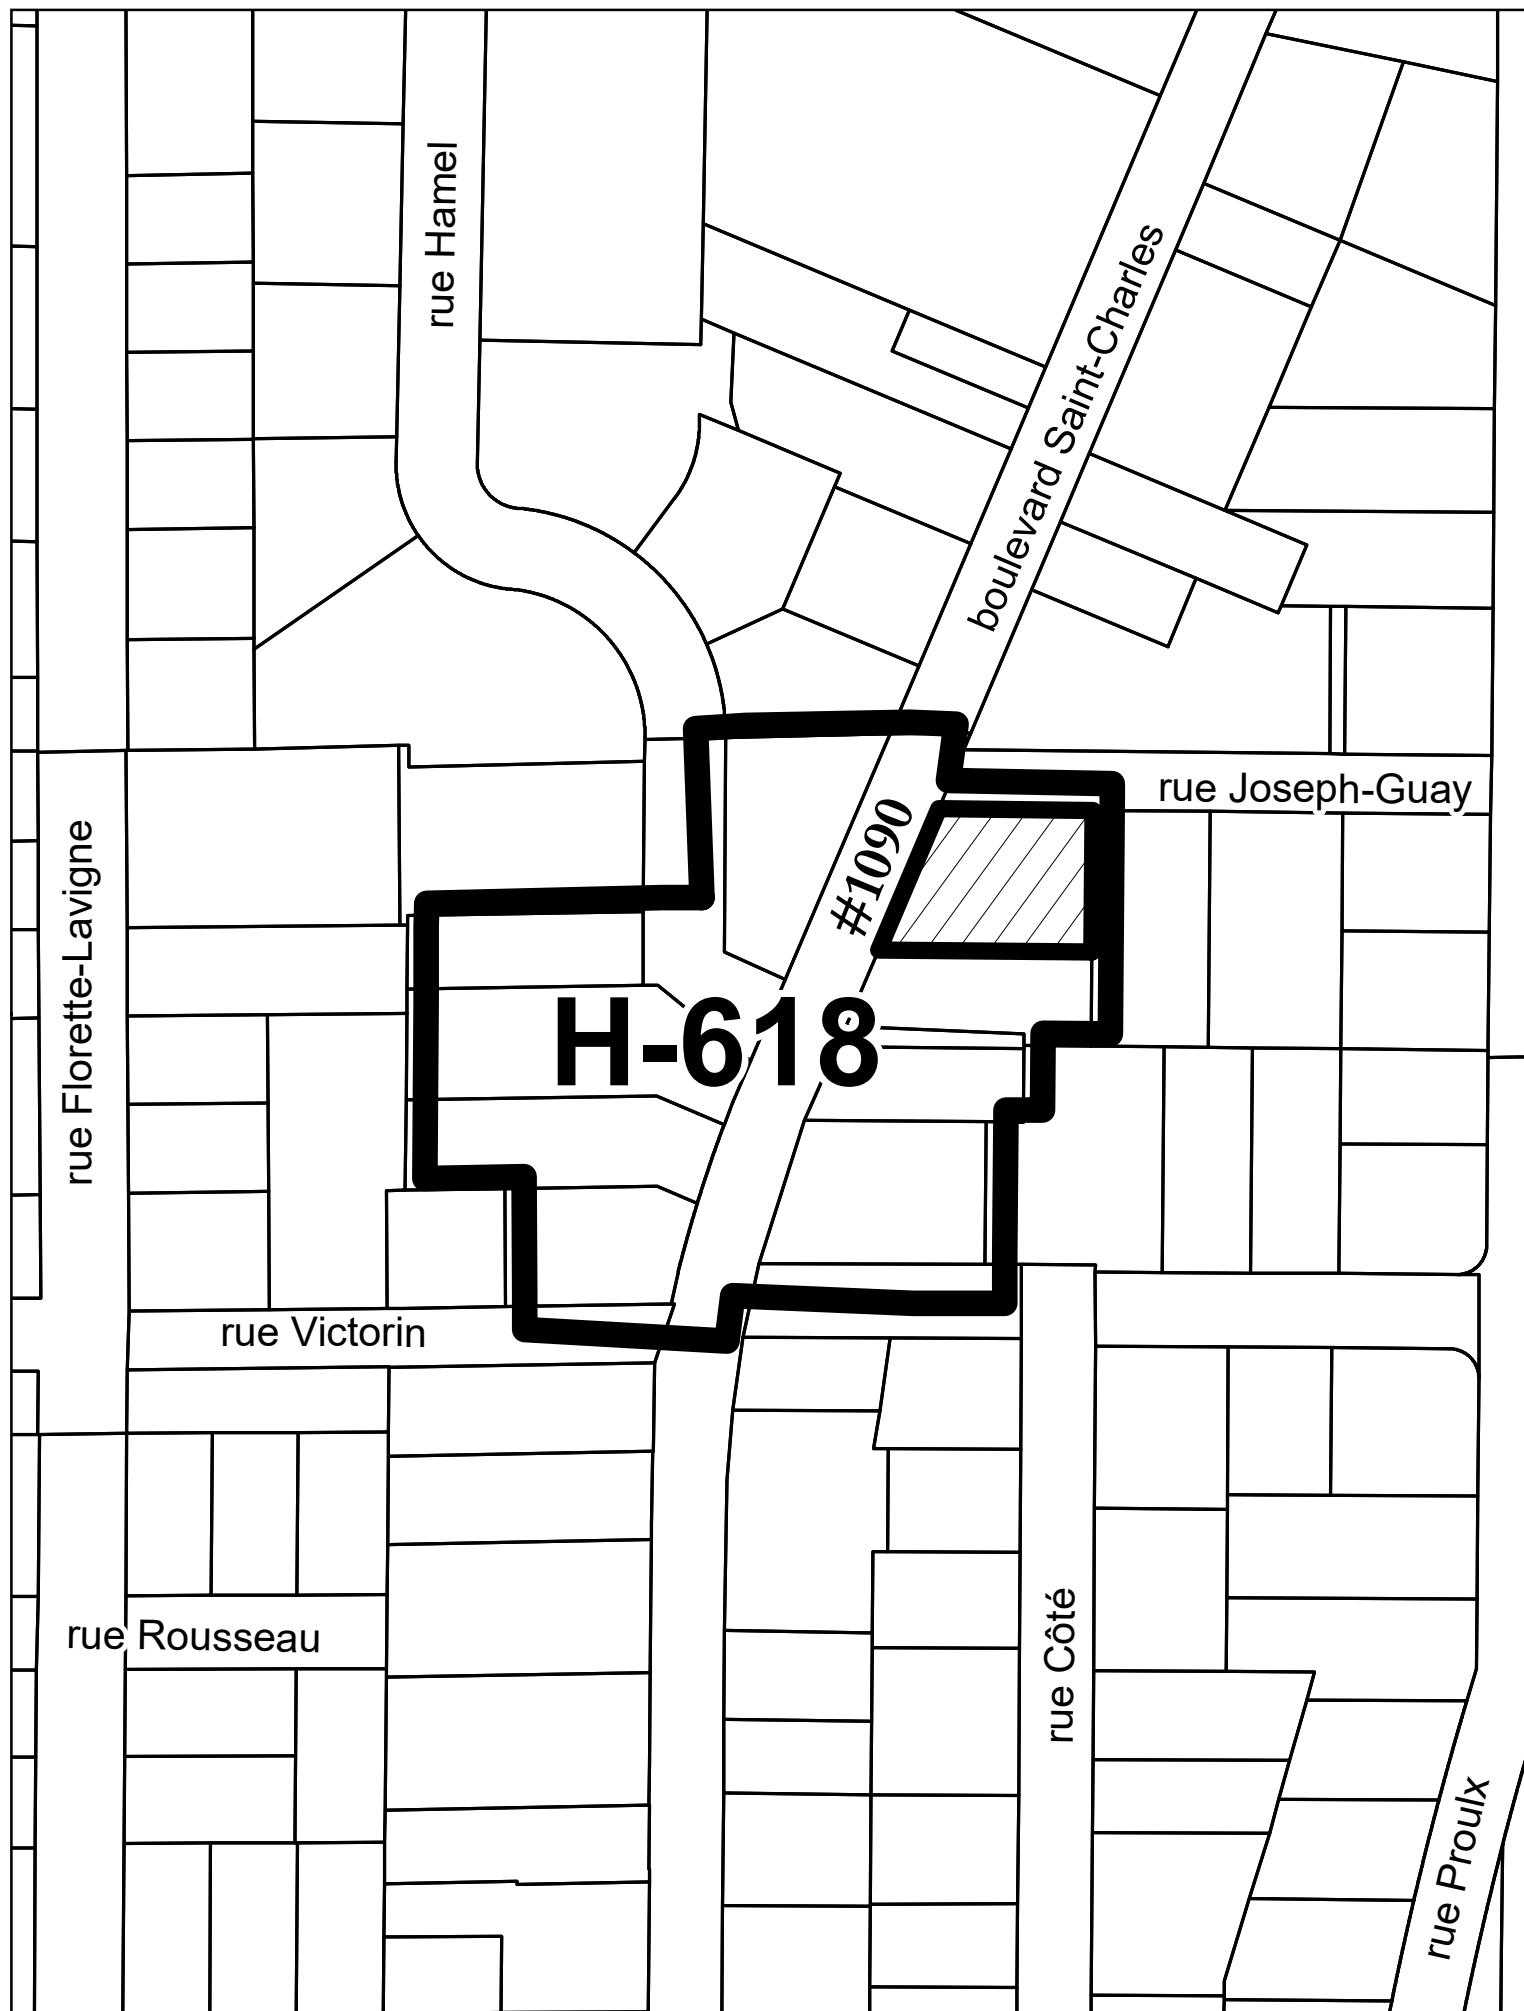 rue Hamel
boulevard Saint-Charles
rue Joseph-Guay
#1090
rue Florette-Lavigne
H-618
rue Victorin
rue Rousseau
rue Côté
rue Proulx